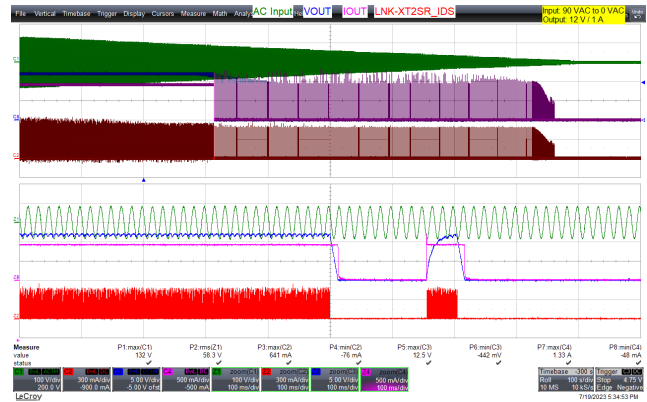 File Vertical Timebase Trigger Display Cursors Measure Math Analys
AC Input VOUT IOUT LNK-XT2SR_IDS
Input: 90 VAC to 0 VAC
Output: 12 V / 1 A
Undo
Measure P1:max(C1) P2:rms(Z1) P3:max(C2) P4:min(C2) P5:max(C3) P6:min(C3) P7:max(C4) P8:min(C4)
value 132 V 58.3 V 641 mA -76 mA 12.5 V -442 mV 1.33 A -48 mA
status
zoom(C1) zoom(C2) zoom(C3) zoom(C4)
Timebase -300 s Trigger
100 V/div 300 mA/div 5.00 V/div 500 mA/div 100 V/div 300 mA/div 5.00 V/div 500 mA/div Roll 100 s/div Stop 4.75 V
200.0 V -900.0 mA -5.00 V ofst -500 mA 100 ms/div 100 ms/div 100 ms/div 100 ms/div 10 MS 10 kS/s Edge Negative
LeCroy
7/19/2023 5:34:53 PM